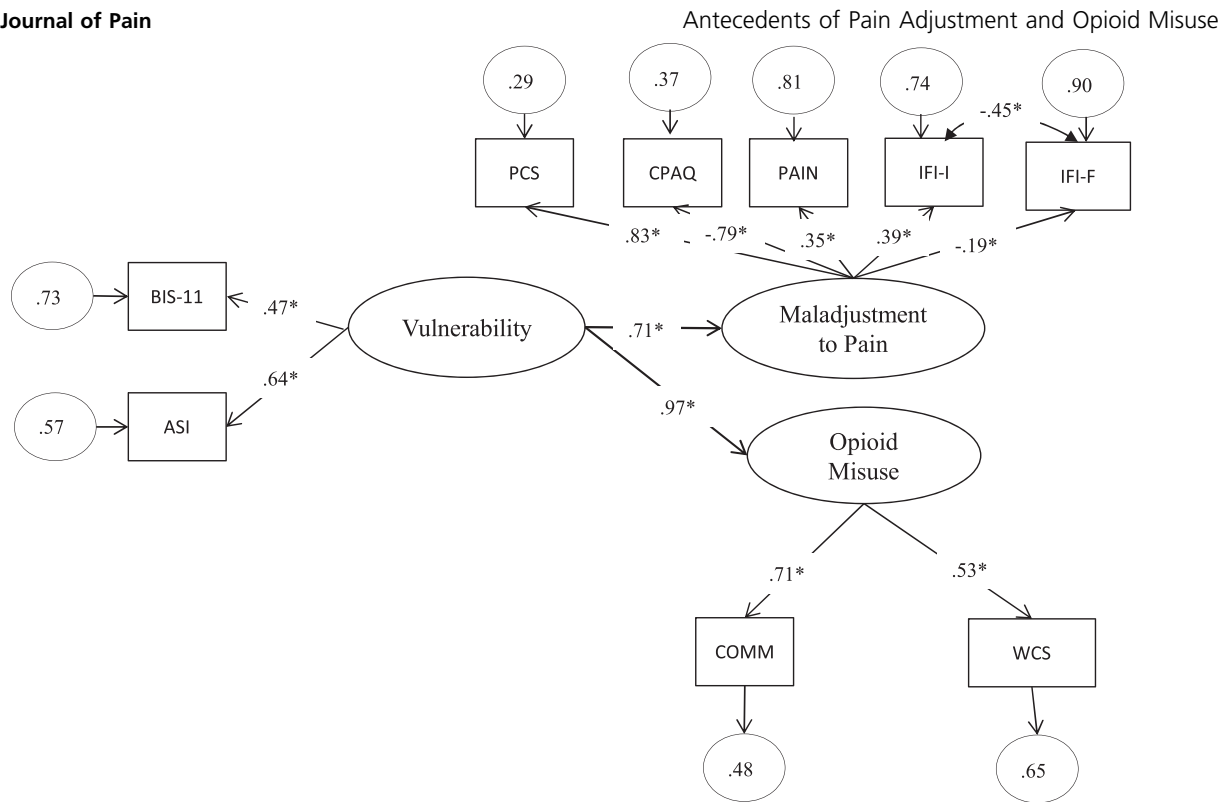 Journal of Pain
Antecedents of Pain Adjustment and Opioid Misuse
.29
.37
.81
.74
.90
-.45*
PCS
CPAQ
PAIN
IFI-I
IFI-F
.83*
-.79*
.35*
.39*
-.19*
.73
BIS-11
.47*
Vulnerability
.71*
Maladjustment
to Pain
.64*
.57
ASI
.97*
Opioid
Misuse
.71*
.53*
COMM
WCS
.48
.65